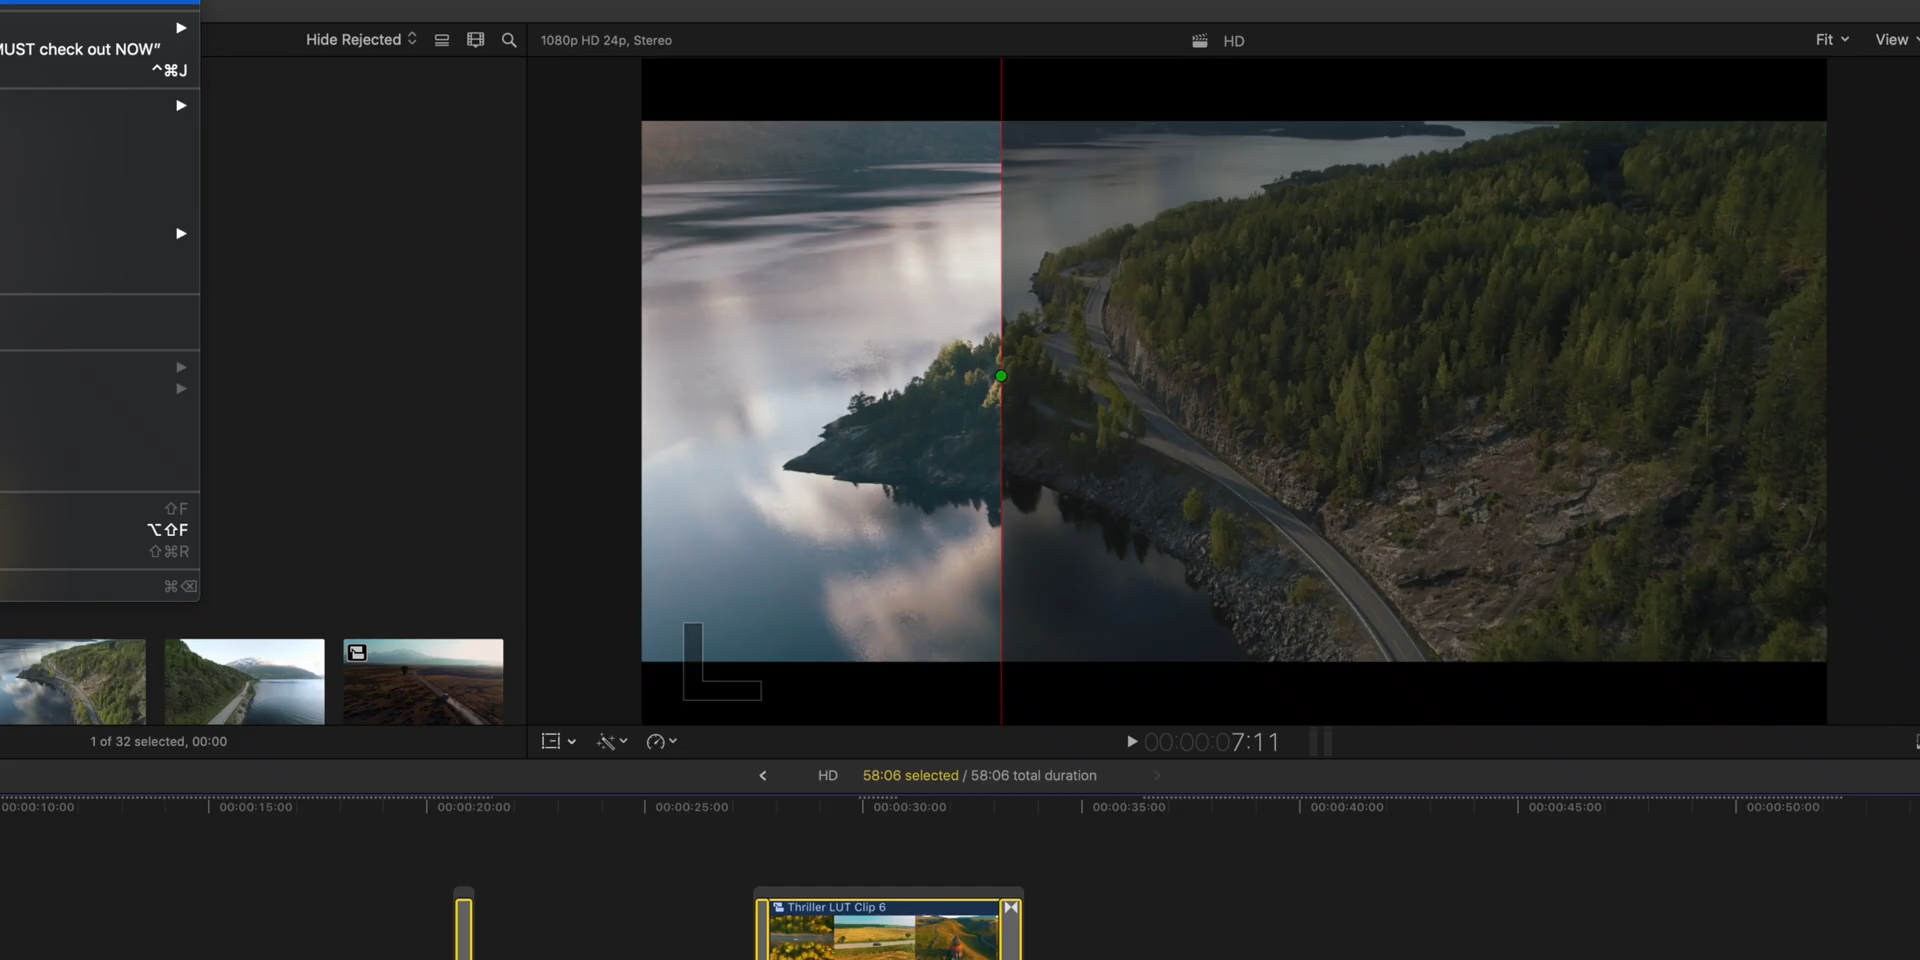 MUST check out NOW”
^⌘J
⇧F
⌥⇧F
⇧⌘R
⌘⌫
Hide Rejected
1080p HD 24p, Stereo
HD
Fit
View
L
1 of 32 selected, 00:00
00:00:07:11
HD
58:06 selected / 58:06 total duration
00:00:10:00
00:00:15:00
00:00:20:00
00:00:25:00
00:00:30:00
00:00:35:00
00:00:40:00
00:00:45:00
00:00:50:00
Thriller LUT Clip 6